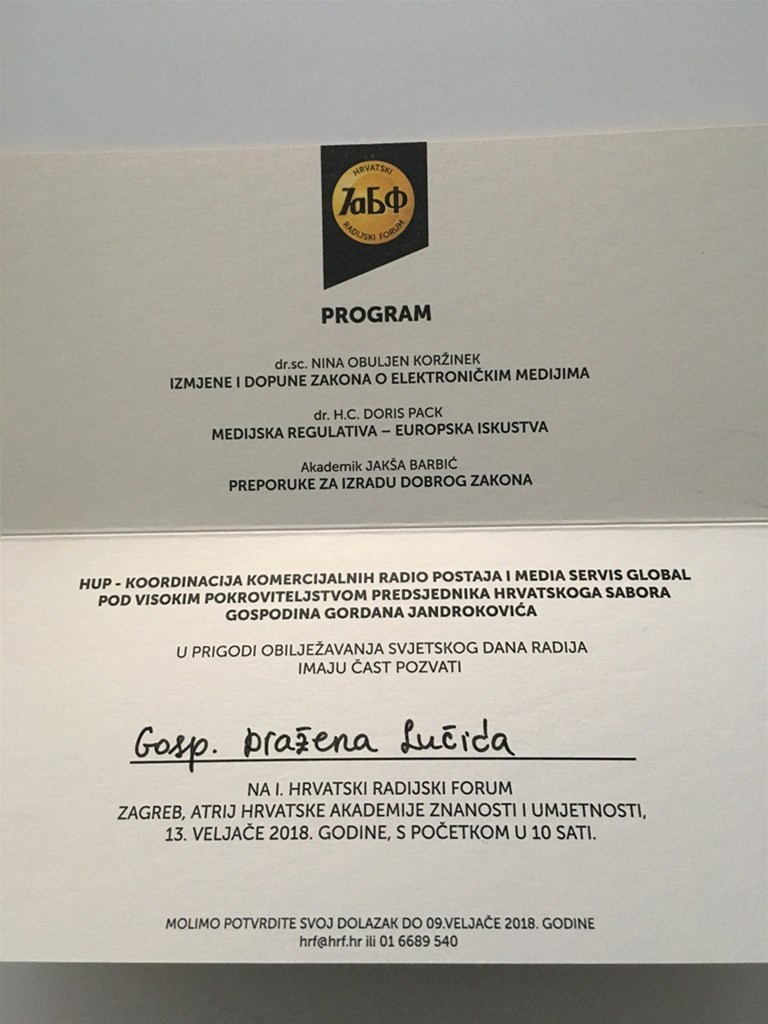 HRVATSKI
RADIJSKI FORUM
PROGRAM
dr.sc. NINA OBULJEN KORŽINEK
IZMJENE I DOPUNE ZAKONA O ELEKTRONIČKIM MEDIJIMA
dr. H.C. DORIS PACK
MEDIJSKA REGULATIVA – EUROPSKA ISKUSTVA
Akademik JAKŠA BARBIĆ
PREPORUKE ZA IZRADU DOBROG ZAKONA
HUP - KOORDINACIJA KOMERCIJALNIH RADIO POSTAJA I MEDIA SERVIS GLOBAL
POD VISOKIM POKROVITELJSTVOM PREDSJEDNIKA HRVATSKOGA SABORA
GOSPODINA GORDANA JANDROKOVIĆA
U PRIGODI OBILJEŽAVANJA SVJETSKOG DANA RADIJA
IMAJU ČAST POZVATI
Gosp. Dražena Lučića
NA I. HRVATSKI RADIJSKI FORUM
ZAGREB, ATRIJ HRVATSKE AKADEMIJE ZNANOSTI I UMJETNOSTI,
13. VELJAČE 2018. GODINE, S POČETKOM U 10 SATI.
MOLIMO POTVRDITE SVOJ DOLAZAK DO 09.VELJAČE 2018. GODINE
hrf@hrf.hr ili 01 6689 540